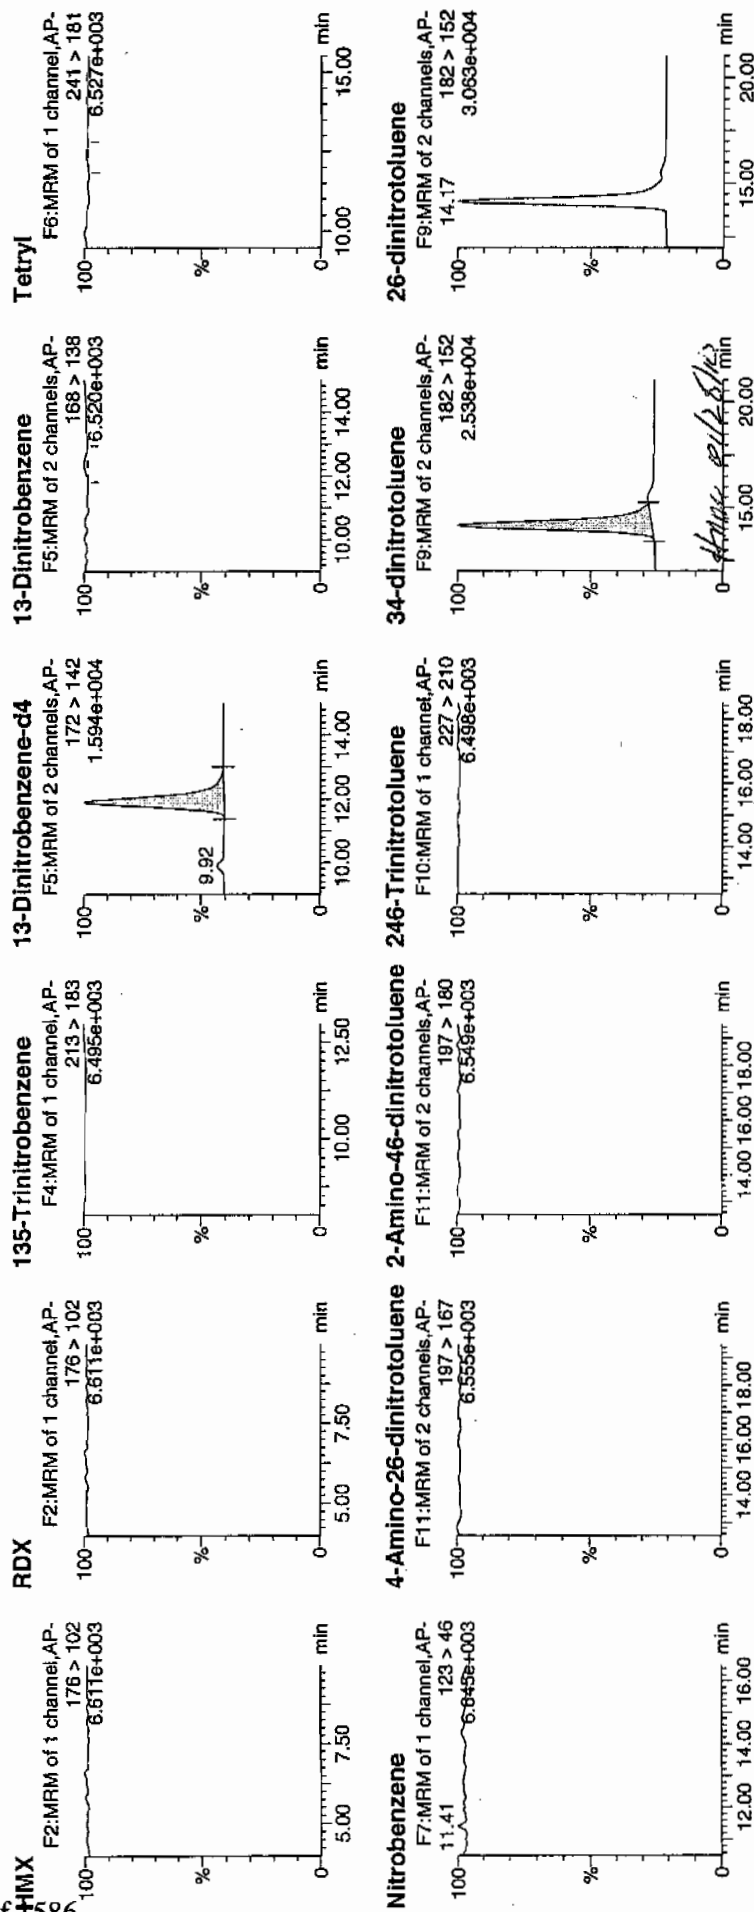 HMX
F2:MRM of 1 channel,AP-
176 > 102
6.611e+003
100
%
0
5.00 7.50 min
RDX
F2:MRM of 1 channel,AP-
176 > 102
6.611e+003
100
%
0
5.00 7.50 min
135-Trinitrobenzene
F4:MRM of 1 channel,AP-
213 > 183
6.495e+003
100
%
0
10.00 12.50 min
13-Dinitrobenzene-d4
F5:MRM of 2 channels,AP-
172 > 142
1.594e+004
100
9.92
%
0
10.00 12.00 14.00 min
13-Dinitrobenzene
F5:MRM of 2 channels,AP-
168 > 138
6.520e+003
100
%
0
10.00 12.00 14.00 min
Tetryl
F6:MRM of 1 channel,AP-
241 > 181
6.527e+003
100
%
0
10.00 15.00 min
Nitrobenzene
F7:MRM of 1 channel,AP-
123 > 46
6.645e+003
100
11.41
%
0
12.00 14.00 16.00 min
4-Amino-26-dinitrotoluene
F11:MRM of 2 channels,AP-
197 > 167
6.555e+003
100
%
0
14.00 16.00 18.00 min
2-Amino-46-dinitrotoluene
F11:MRM of 2 channels,AP-
197 > 180
6.549e+003
100
%
0
14.00 16.00 18.00 min
246-Trinitrotoluene
F10:MRM of 1 channel,AP-
227 > 210
6.498e+003
100
%
0
14.00 16.00 18.00 min
34-dinitrotoluene
F9:MRM of 2 channels,AP-
182 > 152
2.538e+004
100
%
0
15.00 20.00 min
26-dinitrotoluene
F9:MRM of 2 channels,AP-
182 > 152
3.063e+004
100
14.17
%
0
15.00 20.00 min
586